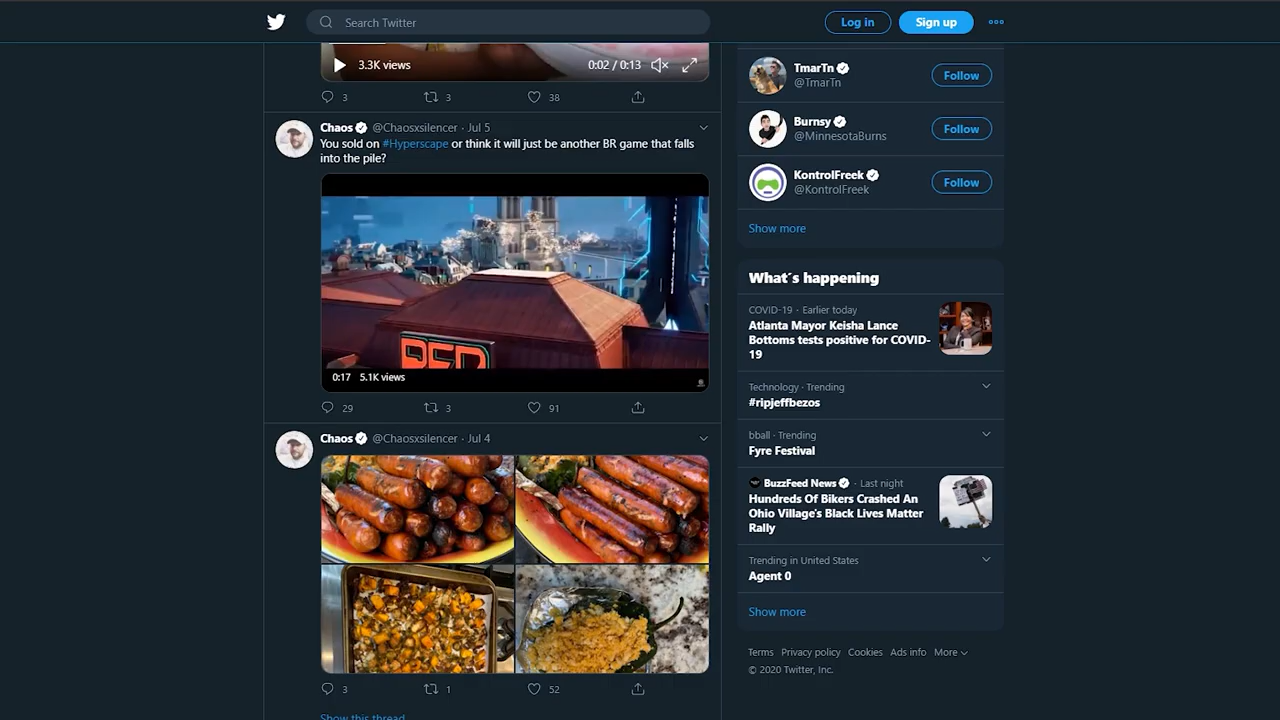 Search Twitter
Log in
Sign up
3.3K views
0:02 / 0:13
3
3
38
Chaos @Chaosxsilencer · Jul 5
You sold on #Hyperscape or think it will just be another BR game that falls
into the pile?
RED
0:17 5.1K views
29
3
91
Chaos @Chaosxsilencer · Jul 4
3
1
52
Show this thread
TmarTn
@TmarTn
Follow
Burnsy
@MinnesotaBurns
Follow
KontrolFreek
@KontrolFreek
Follow
Show more
What´s happening
COVID-19 · Earlier today
Atlanta Mayor Keisha Lance
Bottoms tests positive for COVID-
19
Technology · Trending
#ripjeffbezos
bball · Trending
Fyre Festival
BuzzFeed News · Last night
Hundreds Of Bikers Crashed An
Ohio Village's Black Lives Matter
Rally
Trending in United States
Agent 0
Show more
Terms Privacy policy Cookies Ads info More
© 2020 Twitter, Inc.